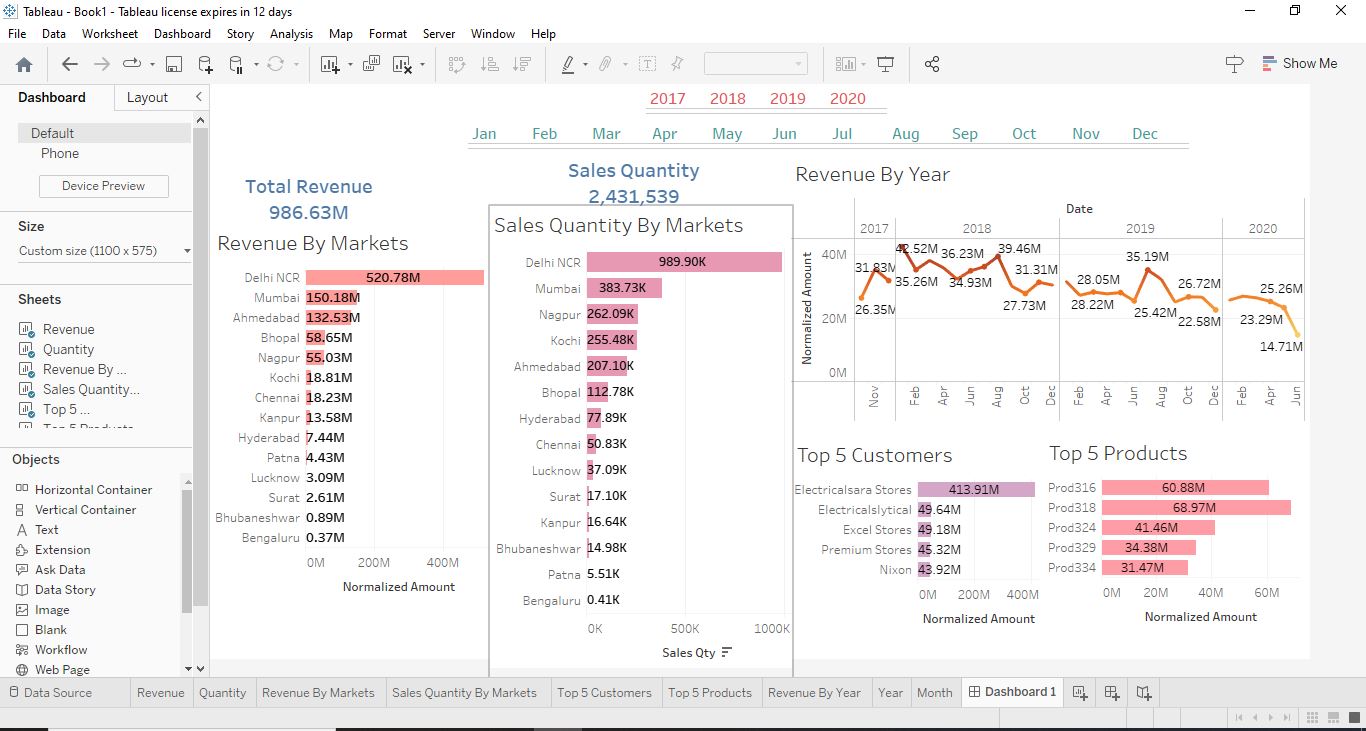 Tableau - Book1 - Tableau license expires in 12 days
File Data Worksheet Dashboard Story Analysis Map Format Server Window Help
Show Me
Dashboard Layout
Default
Phone
Device Preview
Size
Custom size (1100 x 575)
Sheets
Revenue
Quantity
Revenue By ...
Sales Quantity...
Top 5 ...
Top 5 Products
Objects
Horizontal Container
Vertical Container
Text
Extension
Ask Data
Data Story
Image
Blank
Workflow
Web Page
2017 2018 2019 2020
Jan Feb Mar Apr May Jun Jul Aug Sep Oct Nov Dec
Total Revenue
986.63M
Sales Quantity
2,431,539
Revenue By Markets
Delhi NCR 520.78M
Mumbai 150.18M
Ahmedabad 132.53M
Bhopal 58.65M
Nagpur 55.03M
Kochi 18.81M
Chennai 18.23M
Kanpur 13.58M
Hyderabad 7.44M
Patna 4.43M
Lucknow 3.09M
Surat 2.61M
Bhubaneshwar 0.89M
Bengaluru 0.37M
0M 200M 400M
Normalized Amount
Sales Quantity By Markets
Delhi NCR 989.90K
Mumbai 383.73K
Nagpur 262.09K
Kochi 255.48K
Ahmedabad 207.10K
Bhopal 112.78K
Hyderabad 77.89K
Chennai 50.83K
Lucknow 37.09K
Surat 17.10K
Kanpur 16.64K
Bhubaneshwar 14.98K
Patna 5.51K
Bengaluru 0.41K
0K 500K 1000K
Sales Qty
Revenue By Year
Date
2017 2018 2019 2020
Normalized Amount
40M
20M
0M
26.35M 31.83M 42.52M 35.26M 36.23M 34.93M 39.46M 27.73M 31.31M 28.22M 28.05M 25.42M 35.19M 26.72M 22.58M 23.29M 25.26M 14.71M
Nov Feb Apr Jun Aug Oct Dec Feb Apr Jun Aug Oct Dec Feb Apr Jun
Top 5 Customers
Electricalsara Stores 413.91M
Electricalslytical 49.64M
Excel Stores 49.18M
Premium Stores 45.32M
Nixon 43.92M
0M 200M 400M
Normalized Amount
Top 5 Products
Prod316 60.88M
Prod318 68.97M
Prod324 41.46M
Prod329 34.38M
Prod334 31.47M
0M 20M 40M 60M
Normalized Amount
Data Source Revenue Quantity Revenue By Markets Sales Quantity By Markets Top 5 Customers Top 5 Products Revenue By Year Year Month Dashboard 1